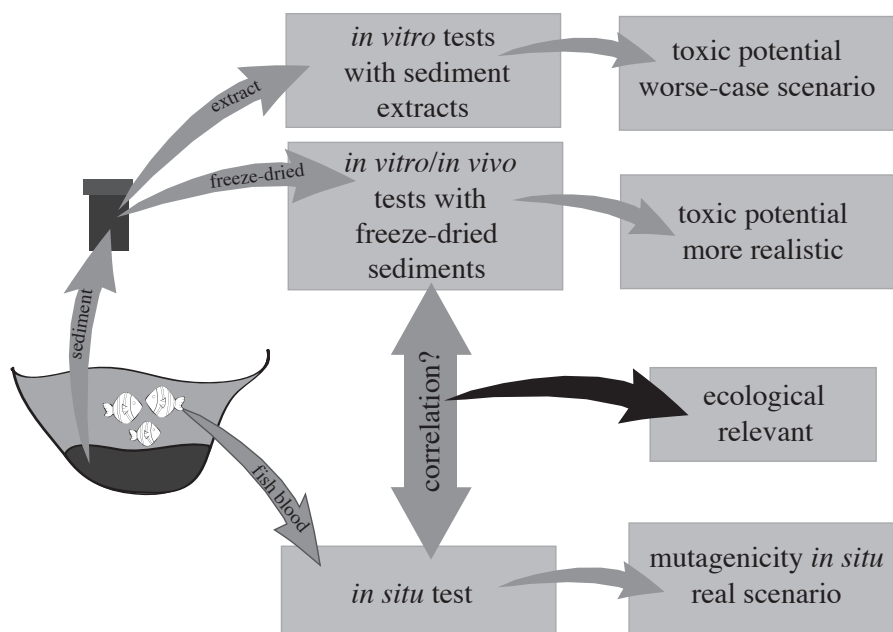 in vitro tests
with sediment
extracts
toxic potential
worse-case scenario
extract
in vitro/in vivo
tests with
freeze-dried
sediments
freeze-dried
toxic potential
more realistic
sediment
correlation?
ecological
relevant
fish blood
in situ test
mutagenicity in situ
real scenario